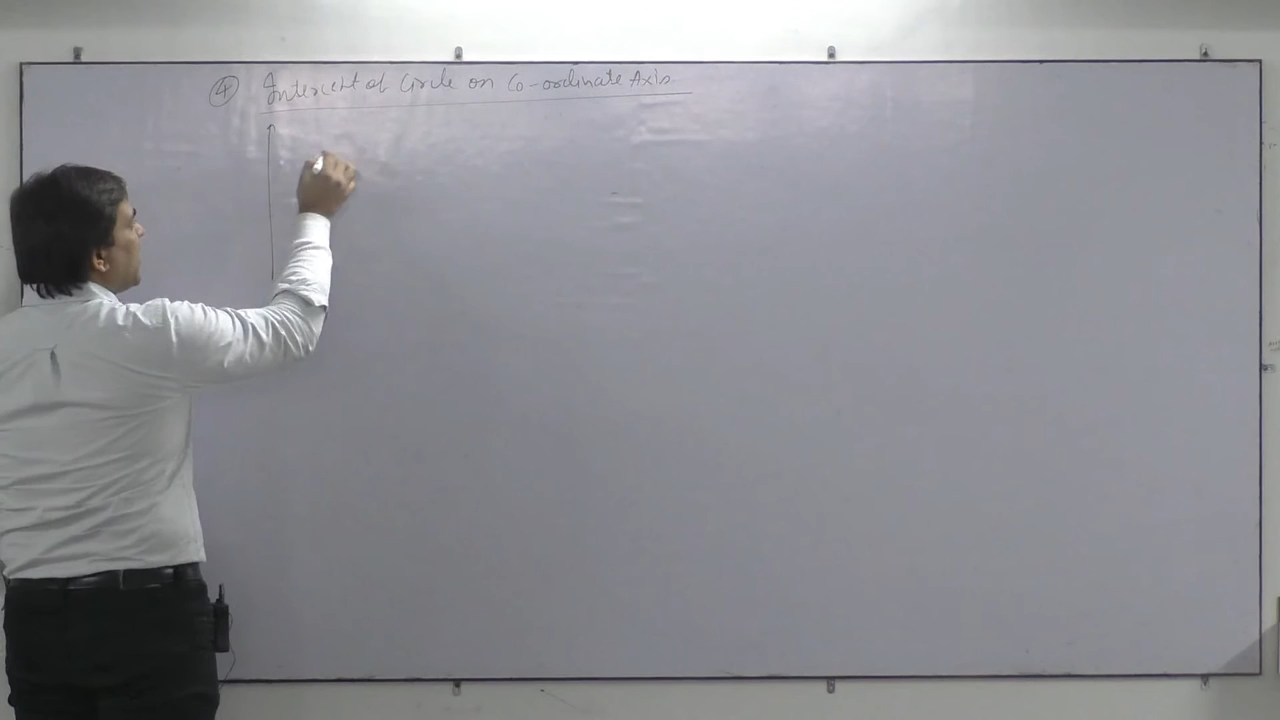 ④ Intercept of Circle on Co-ordinate Axis